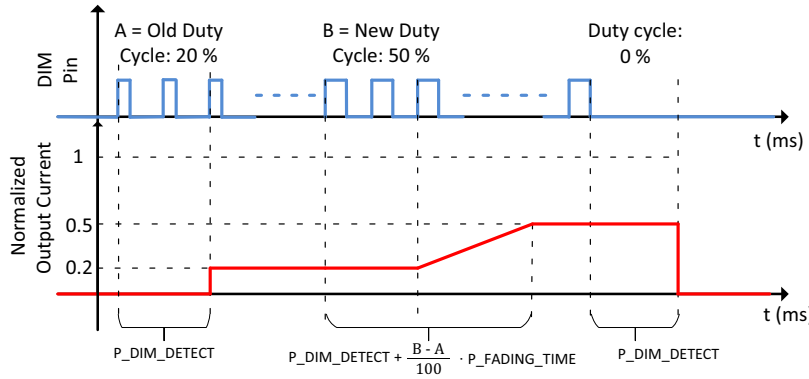 A = Old Duty
Cycle: 20 %
B = New Duty
Cycle: 50 %
Duty cycle:
0 %
DIM
Pin
t (ms)
Normalized
Output Current
1
0.5
0.2
t (ms)
P_DIM_DETECT
P_DIM_DETECT + B - A / 100 · P_FADING_TIME
P_DIM_DETECT